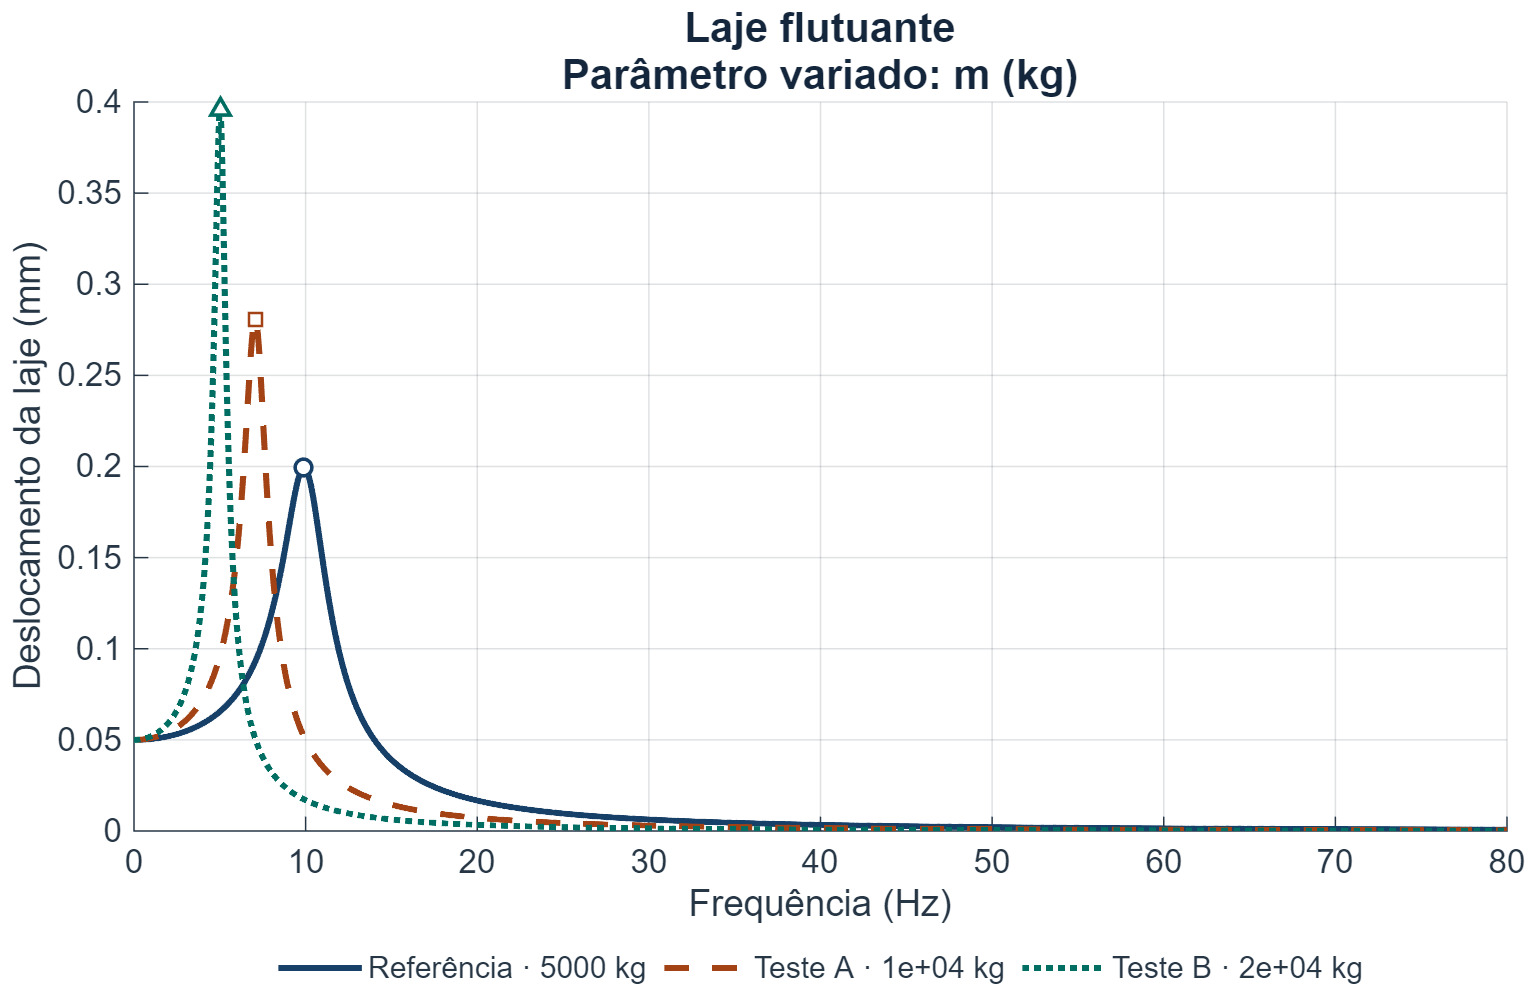 Laje flutuante
Parâmetro variado: m (kg)
Deslocamento da laje (mm)
0.4
0.35
0.3
0.25
0.2
0.15
0.1
0.05
0
0 10 20 30 40 50 60 70 80
Frequência (Hz)
Referência · 5000 kg Teste A · 1e+04 kg Teste B · 2e+04 kg